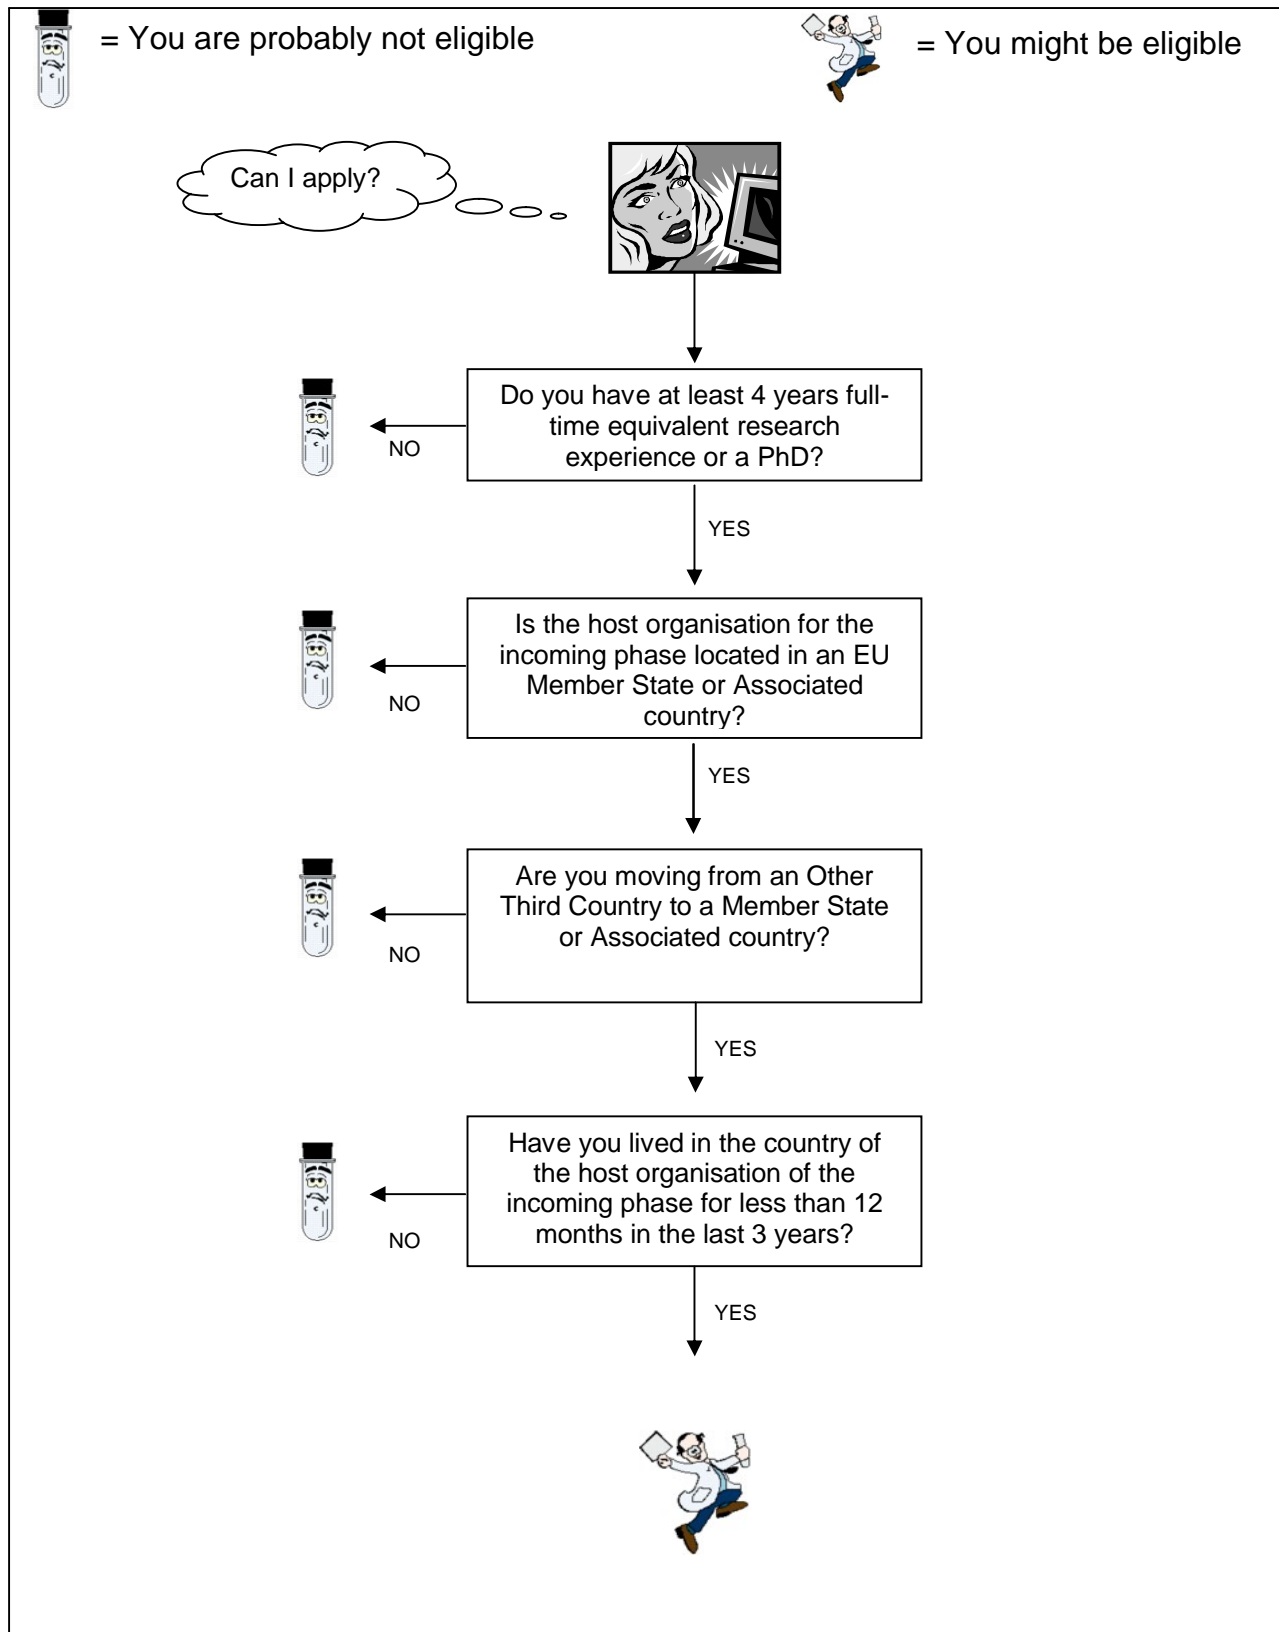 = You are probably not eligible
= You might be eligible
Can I apply?
Do you have at least 4 years full-
time equivalent research
experience or a PhD?
NO
YES
Is the host organisation for the
incoming phase located in an EU
Member State or Associated
country?
NO
YES
Are you moving from an Other
Third Country to a Member State
or Associated country?
NO
YES
Have you lived in the country of
the host organisation of the
incoming phase for less than 12
months in the last 3 years?
NO
YES